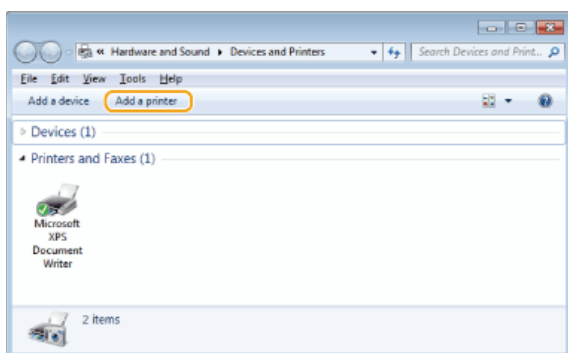 « Hardware and Sound ▸ Devices and Printers
Search Devices and Print...
File Edit View Tools Help
Add a device Add a printer
Devices (1)
Printers and Faxes (1)
Microsoft
XPS
Document
Writer
2 items